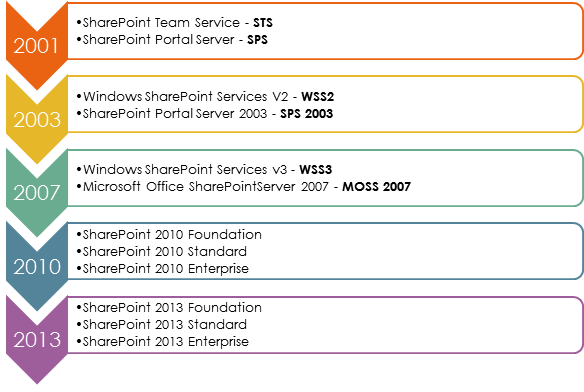 2001
•SharePoint Team Service - STS
•SharePoint Portal Server - SPS
2003
•Windows SharePoint Services V2 - WSS2
•SharePoint Portal Server 2003 - SPS 2003
2007
•Windows SharePoint Services v3 - WSS3
•Microsoft Office SharePointServer 2007 - MOSS 2007
2010
•SharePoint 2010 Foundation
•SharePoint 2010 Standard
•SharePoint 2010 Enterprise
2013
•SharePoint 2013 Foundation
•SharePoint 2013 Standard
•SharePoint 2013 Enterprise